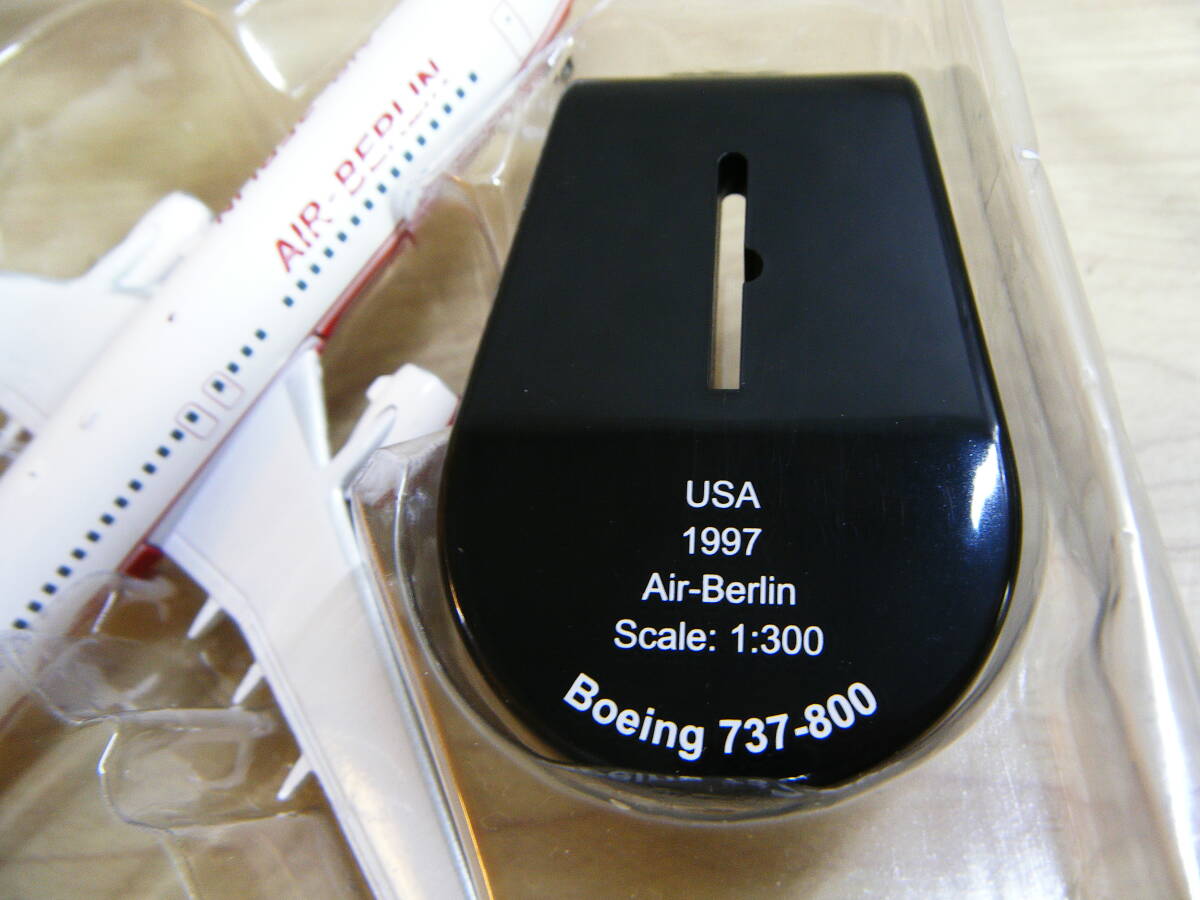 AIR-BERLIN
USA
1997
Air-Berlin
Scale: 1:300
Boeing 737-800